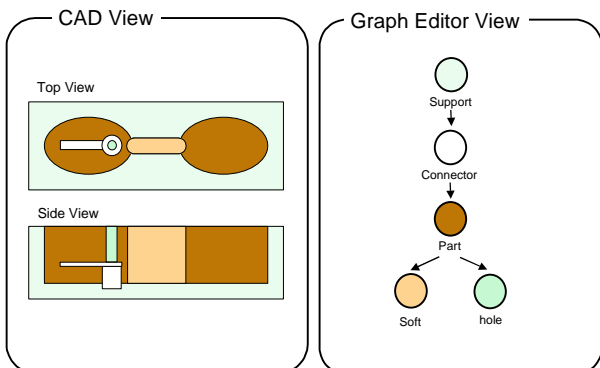 CAD View
Top View
Side View
Graph Editor View
Support
Connector
Part
Soft
hole